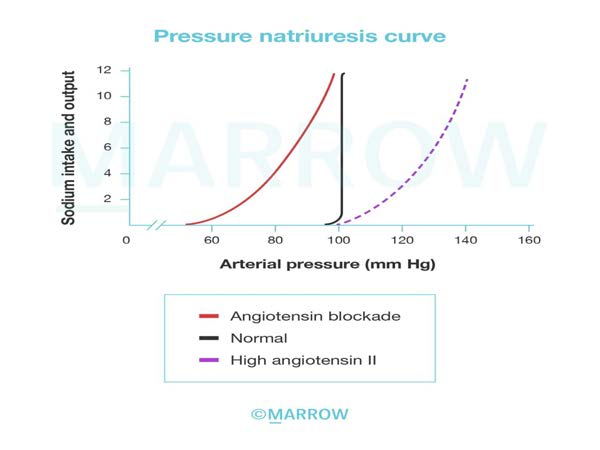 Pressure natriuresis curve
Sodium intake and output
12
10
8
6
4
2
MARROW
0 60 80 100 120 140 160
Arterial pressure (mm Hg)
Angiotensin blockade
Normal
High angiotensin II
©MARROW